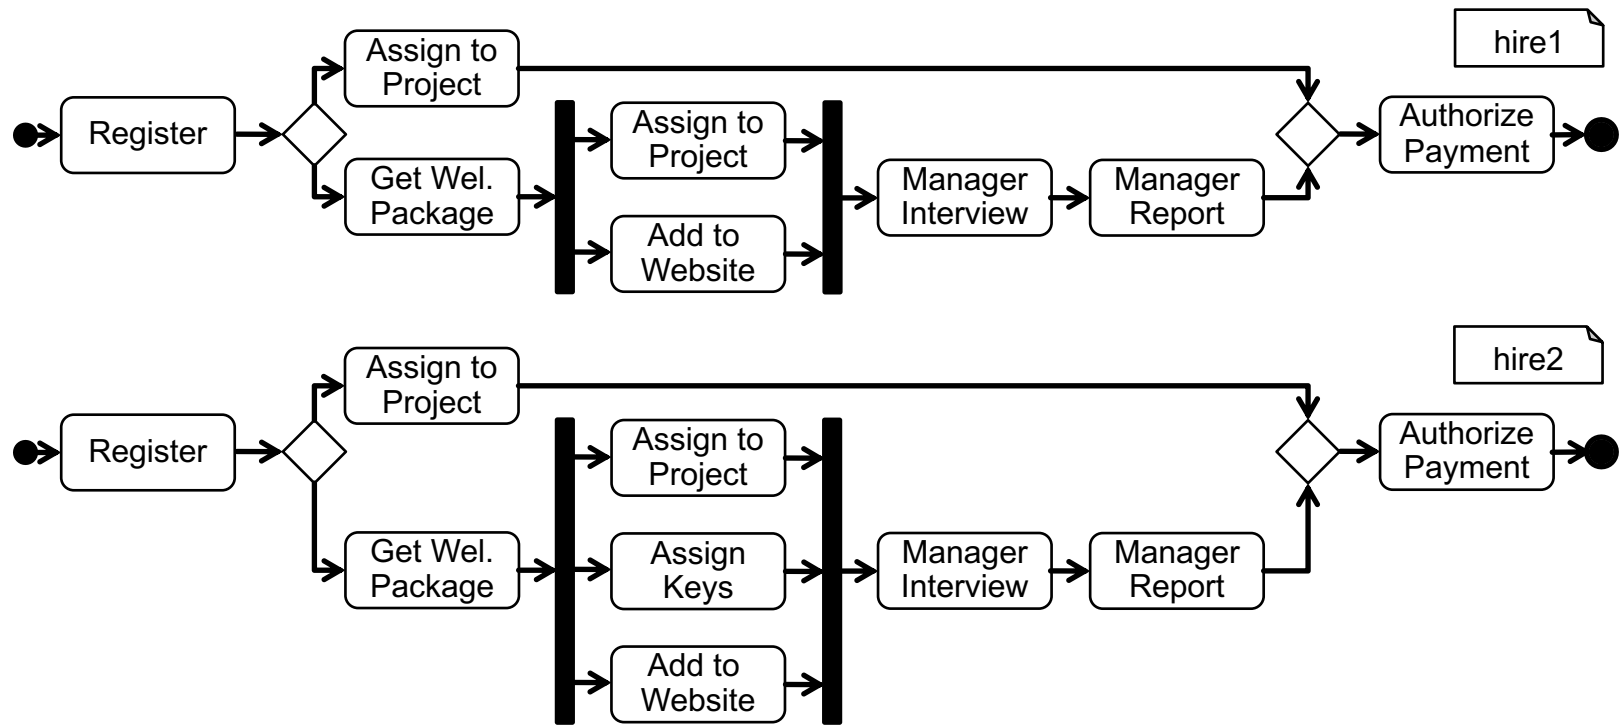 hire1
Assign to
Project
Register
Get Wel.
Package
Assign to
Project
Add to
Website
Manager
Interview
Manager
Report
Authorize
Payment
hire2
Assign to
Project
Register
Get Wel.
Package
Assign to
Project
Assign
Keys
Add to
Website
Manager
Interview
Manager
Report
Authorize
Payment